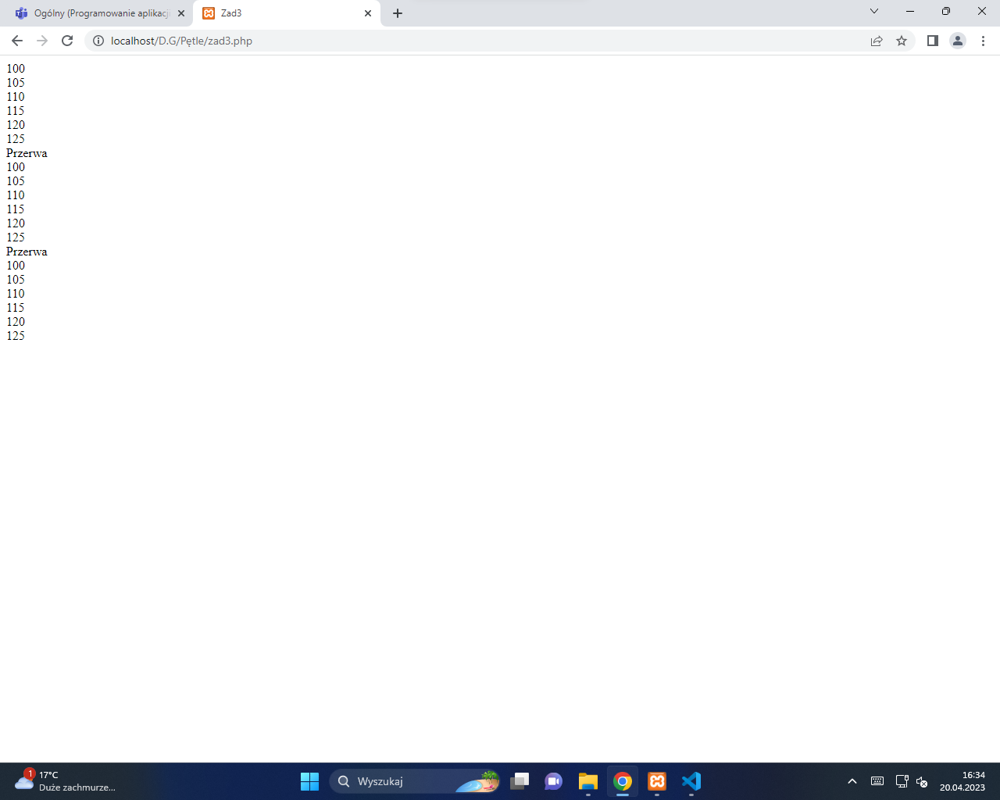 Ogólny (Programowanie aplikacji
Zad3
localhost/D.G/Pętle/zad3.php
100
105
110
115
120
125
Przerwa
100
105
110
115
120
125
Przerwa
100
105
110
115
120
125
1
17°C
Duże zachmurze...
Wyszukaj
16:34
20.04.2023